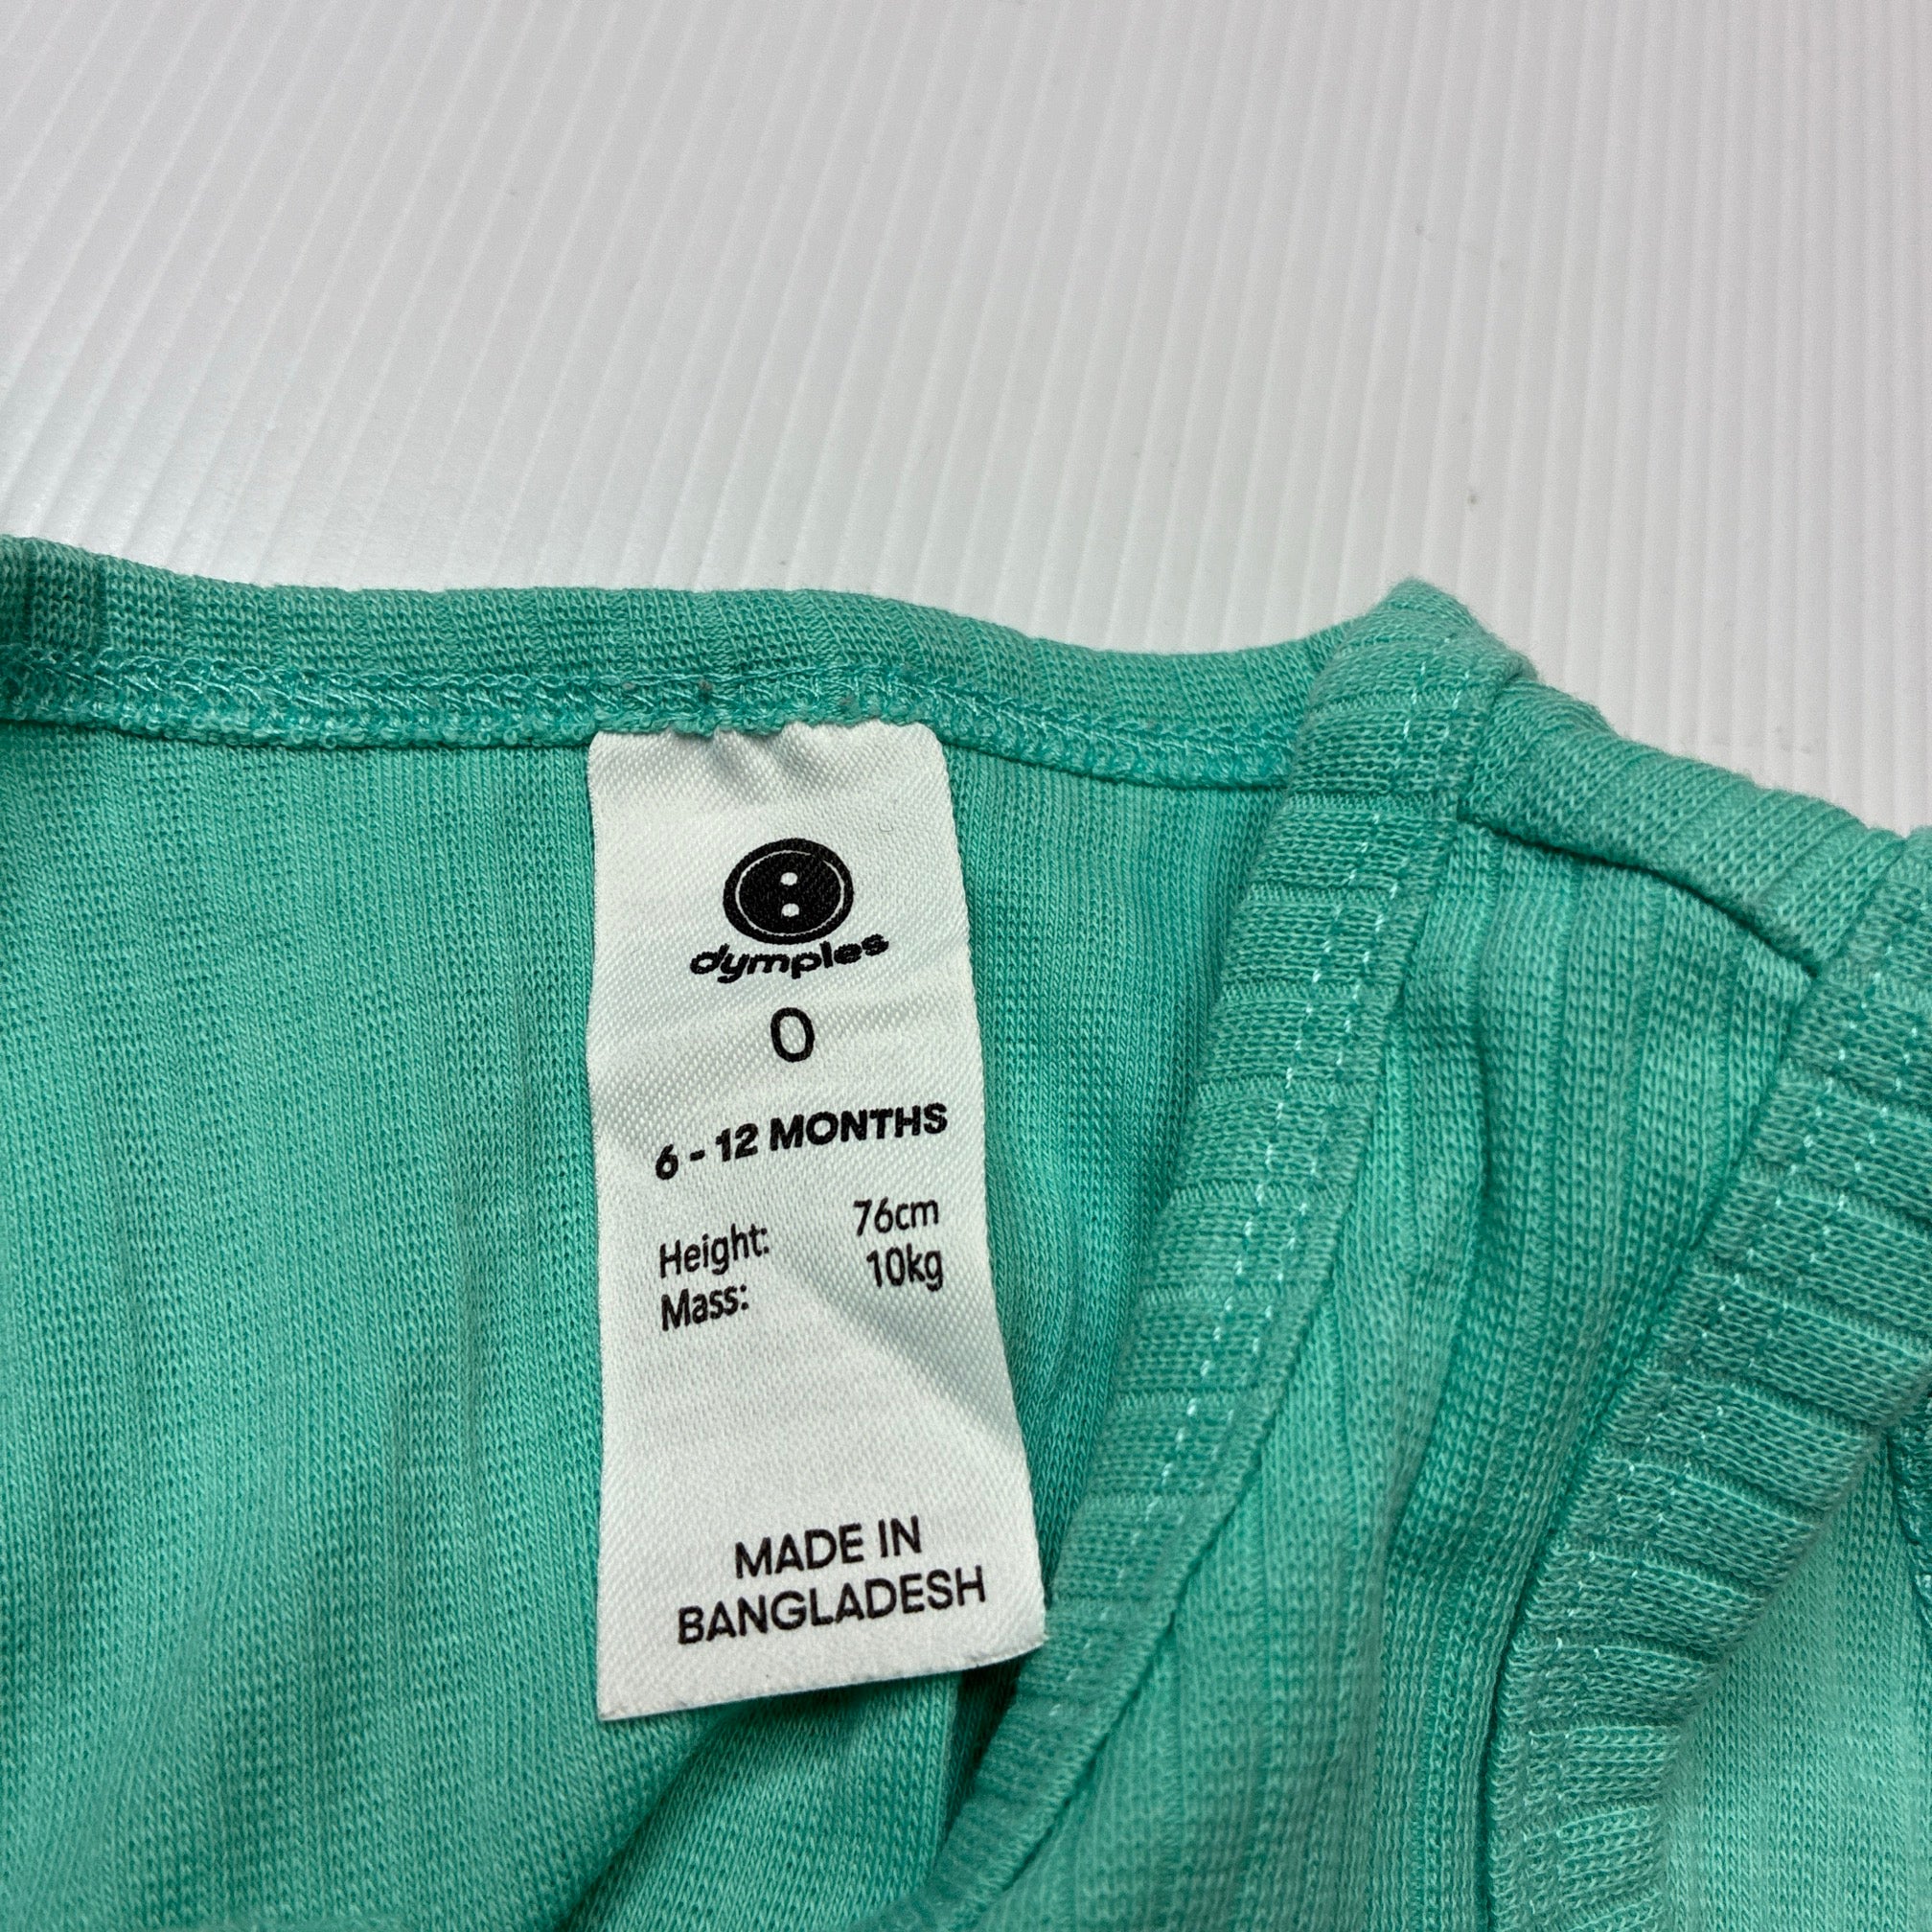 dymples
0
6 - 12 MONTHS
Height: 76cm
Mass: 10kg
MADE IN
BANGLADESH